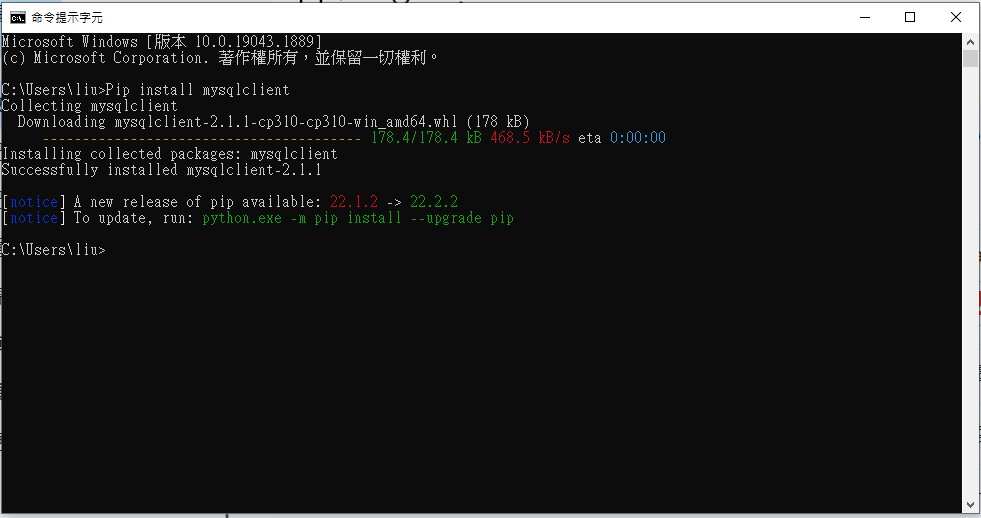 命令提示字元
Microsoft Windows [版本 10.0.19043.1889]
(c) Microsoft Corporation. 著作權所有，並保留一切權利。
C:\Users\liu>Pip install mysqlclient
Collecting mysqlclient
Downloading mysqlclient-2.1.1-cp310-cp310-win_amd64.whl (178 kB)
---------------------------------------- 178.4/178.4 kB 468.5 kB/s eta 0:00:00
Installing collected packages: mysqlclient
Successfully installed mysqlclient-2.1.1
[notice] A new release of pip available: 22.1.2 -> 22.2.2
[notice] To update, run: python.exe -m pip install --upgrade pip
C:\Users\liu>